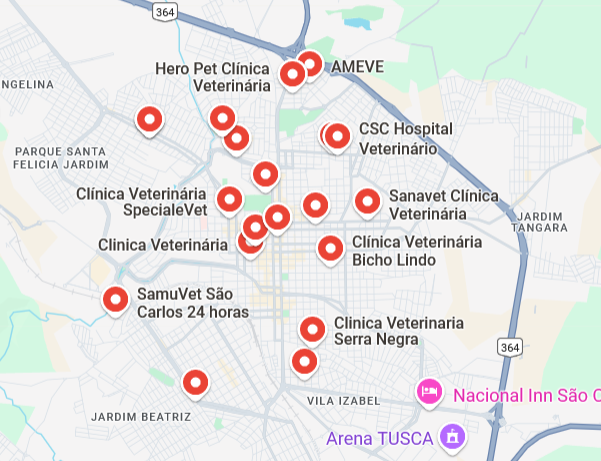 364
Hero Pet Clínica
Veterinária
AMEVE
NGELINA
CSC Hospital
Veterinário
PARQUE SANTA
FELICIA JARDIM
Clínica Veterinária
SpecialeVet
Sanavet Clínica
Veterinária
JARDIM
TANGARA
Clinica Veterinária
Clínica Veterinária
Bicho Lindo
SamuVet São
Carlos 24 horas
Clinica Veterinaria
Serra Negra
364
Nacional Inn São C
VILA IZABEL
JARDIM BEATRIZ
Arena TUSCA